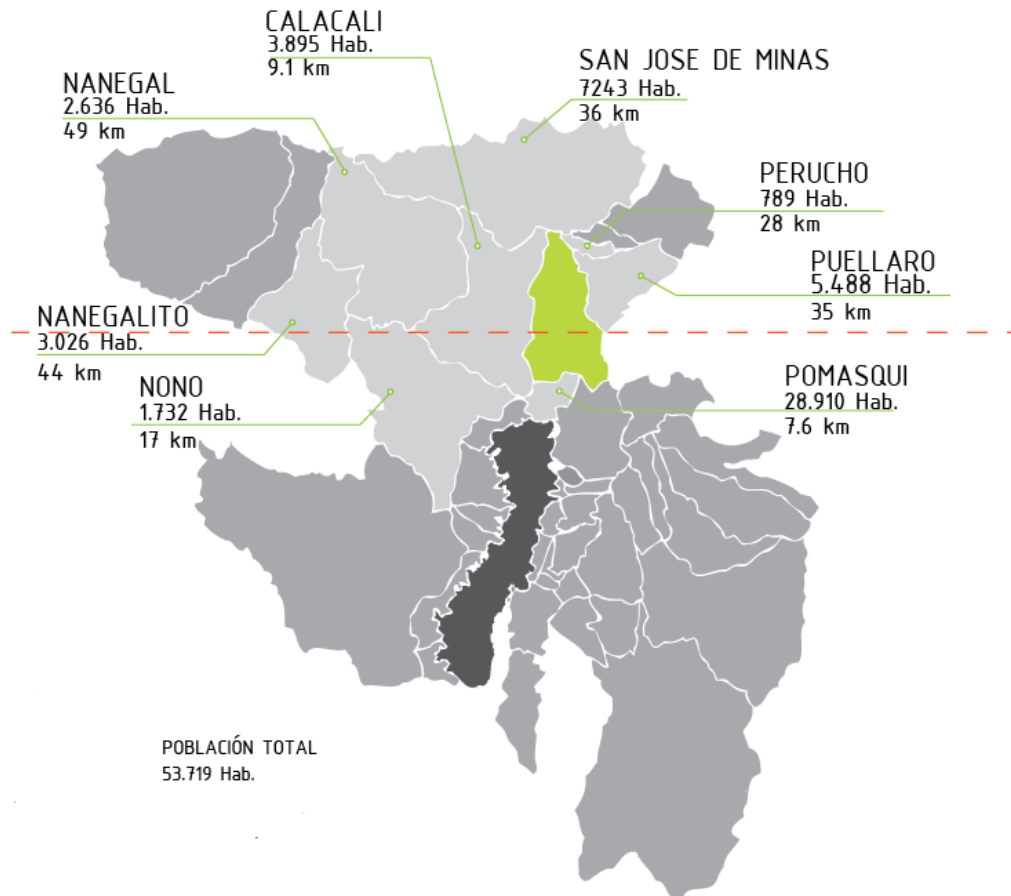 CALACALI
3.895 Hab.
9.1 km
SAN JOSE DE MINAS
7243 Hab.
36 km
NANEGAL
2.636 Hab.
49 km
PERUCHO
789 Hab.
28 km
PUELLARO
5.488 Hab.
35 km
NANEGALITO
3.026 Hab.
44 km
NONO
1.732 Hab.
17 km
POMASQUI
28.910 Hab.
7.6 km
POBLACIÓN TOTAL
53.719 Hab.